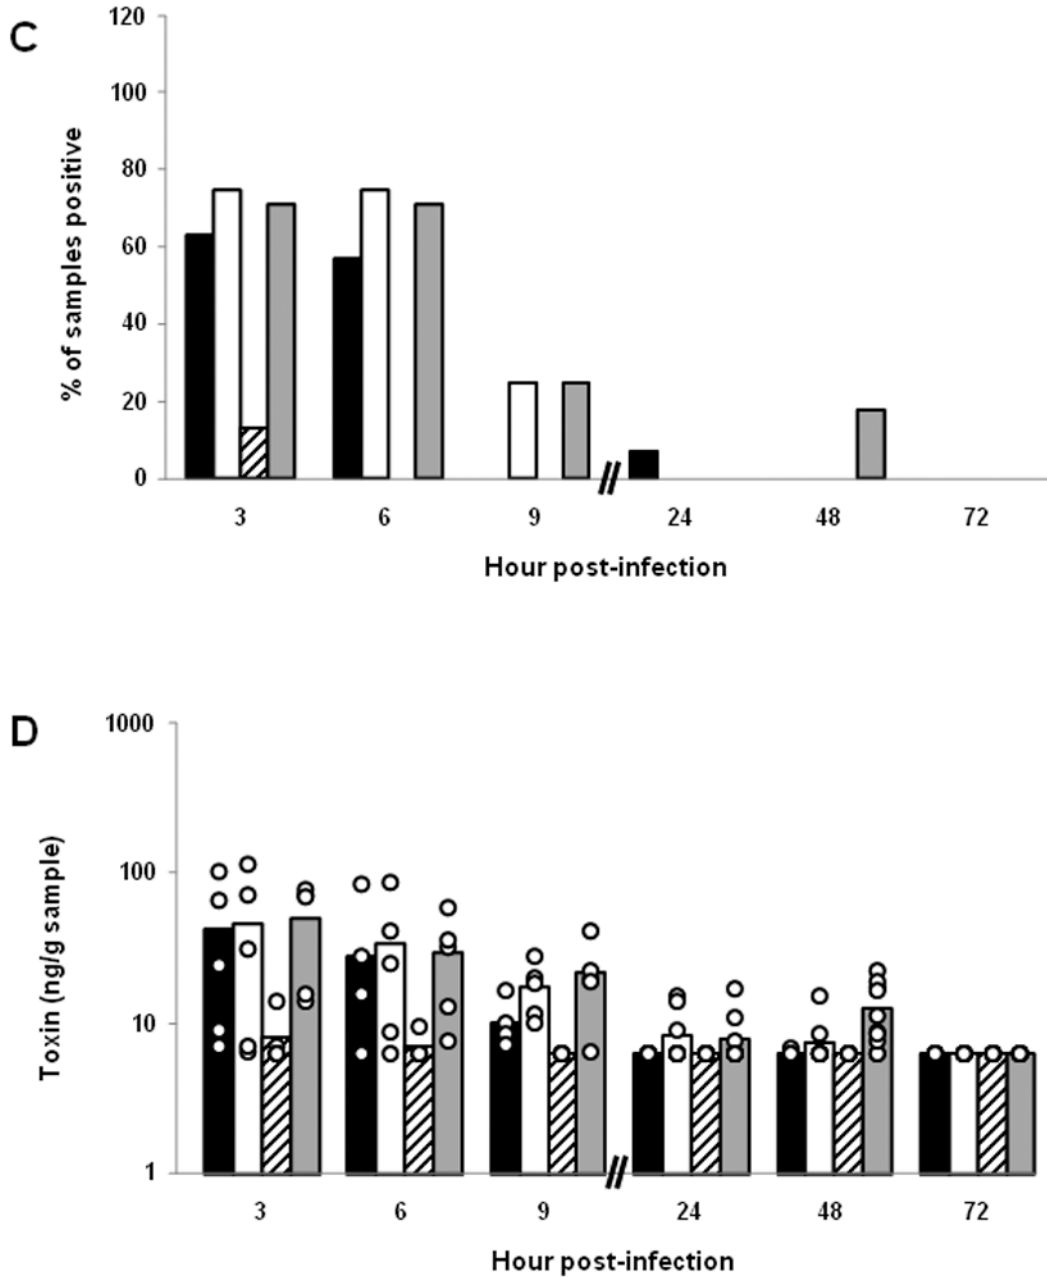 C
% of samples positive
120
100
80
60
40
20
0
3 6 9 24 48 72
Hour post-infection
D
Toxin (ng/g sample)
1000
100
10
1
3 6 9 24 48 72
Hour post-infection